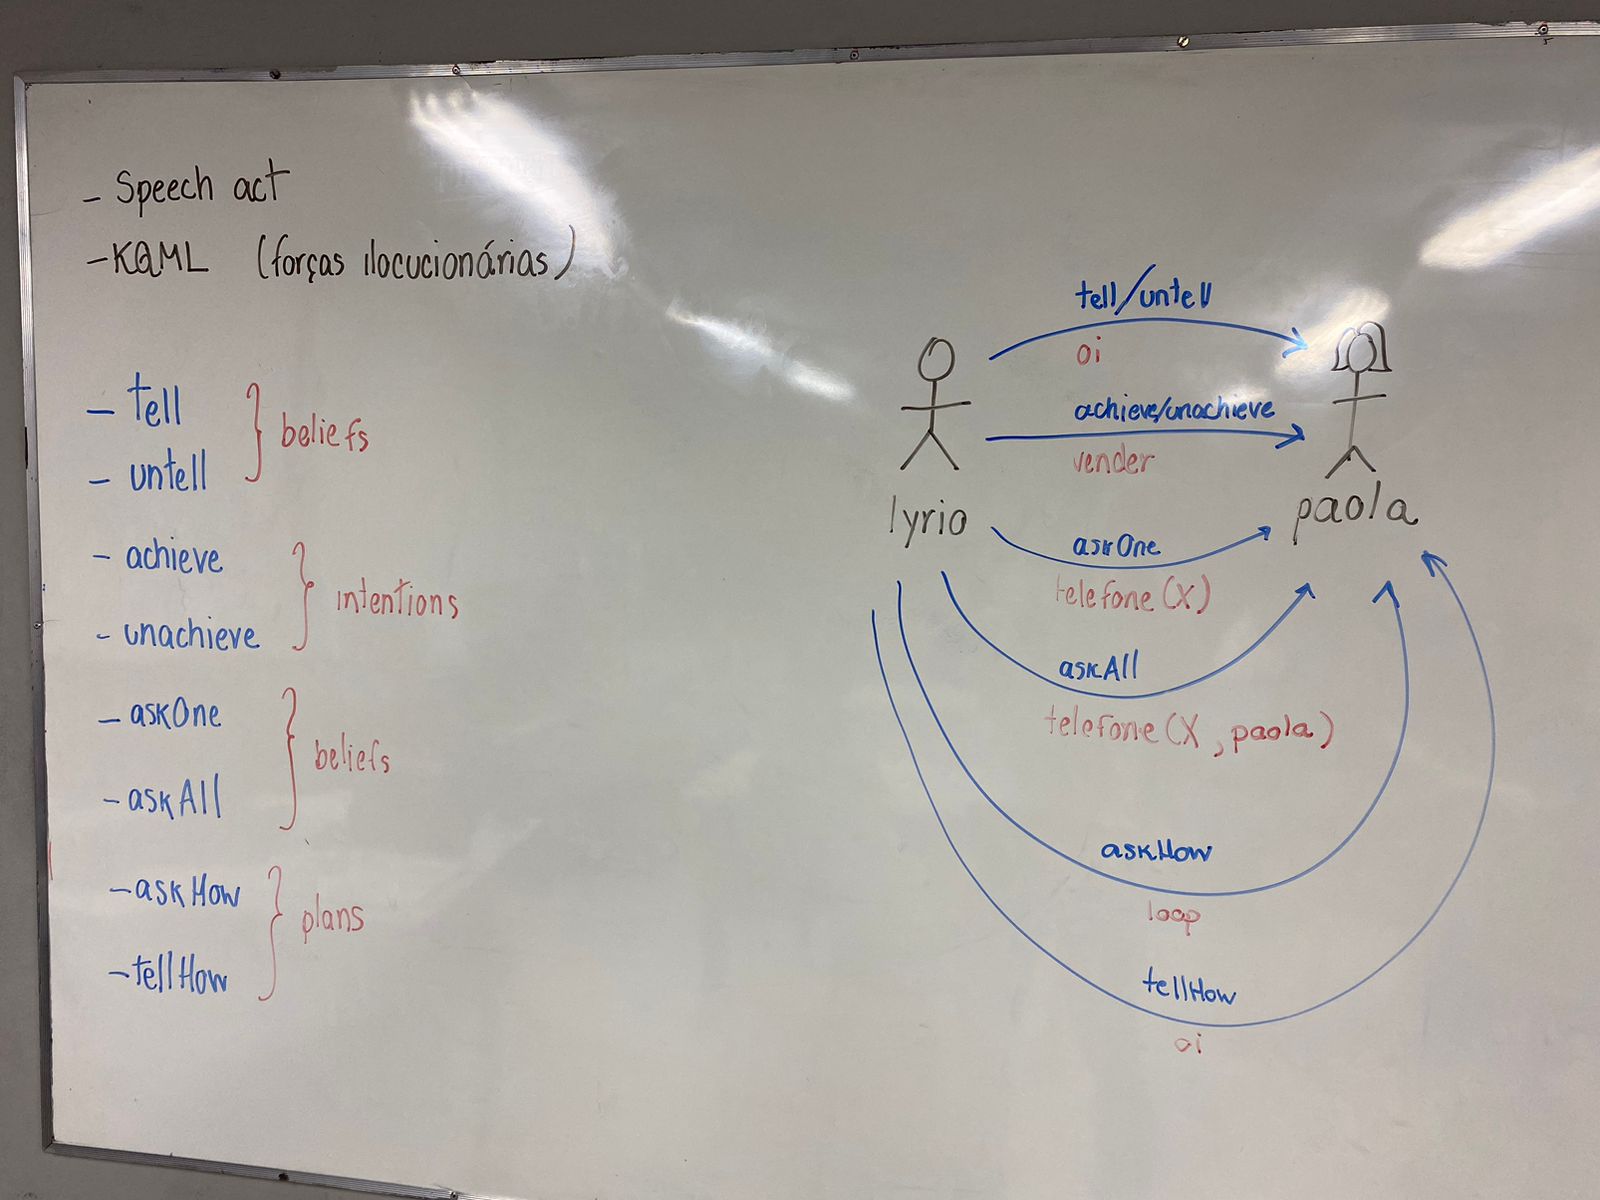 - Speech act
- KQML (forças ilocucionárias)
- tell
- untell
} beliefs
- achieve
- unachieve
} intentions
- askOne
- askAll
} beliefs
- askHow
- tellHow
} plans
tell/untell
oi
achieve/unachieve
vender
lyrio
paola
askOne
telefone(X)
askAll
telefone(X, paola)
askHow
loop
tellHow
oi